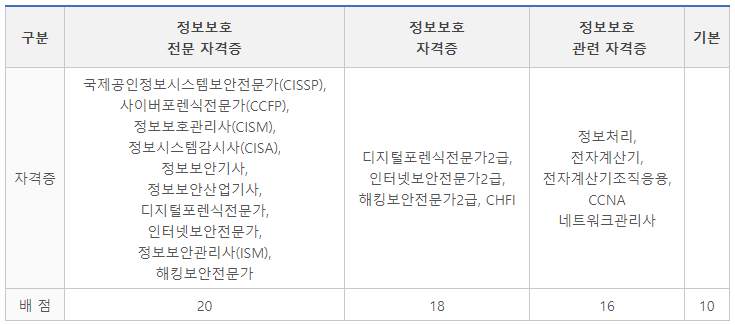 구분
정보보호
전문 자격증
정보보호
자격증
정보보호
관련 자격증
기본
자격증
국제공인정보시스템보안전문가(CISSP),
사이버포렌식전문가(CCFP),
정보보호관리사(CISM),
정보시스템감시사(CISA),
정보보안기사,
정보보안산업기사,
디지털포렌식전문가,
인터넷보안전문가,
정보보안관리사(ISM),
해킹보안전문가
디지털포렌식전문가2급,
인터넷보안전문가2급,
해킹보안전문가2급, CHFI
정보처리,
전자계산기,
전자계산기조직응용,
CCNA
네트워크관리사
배 점
20
18
16
10